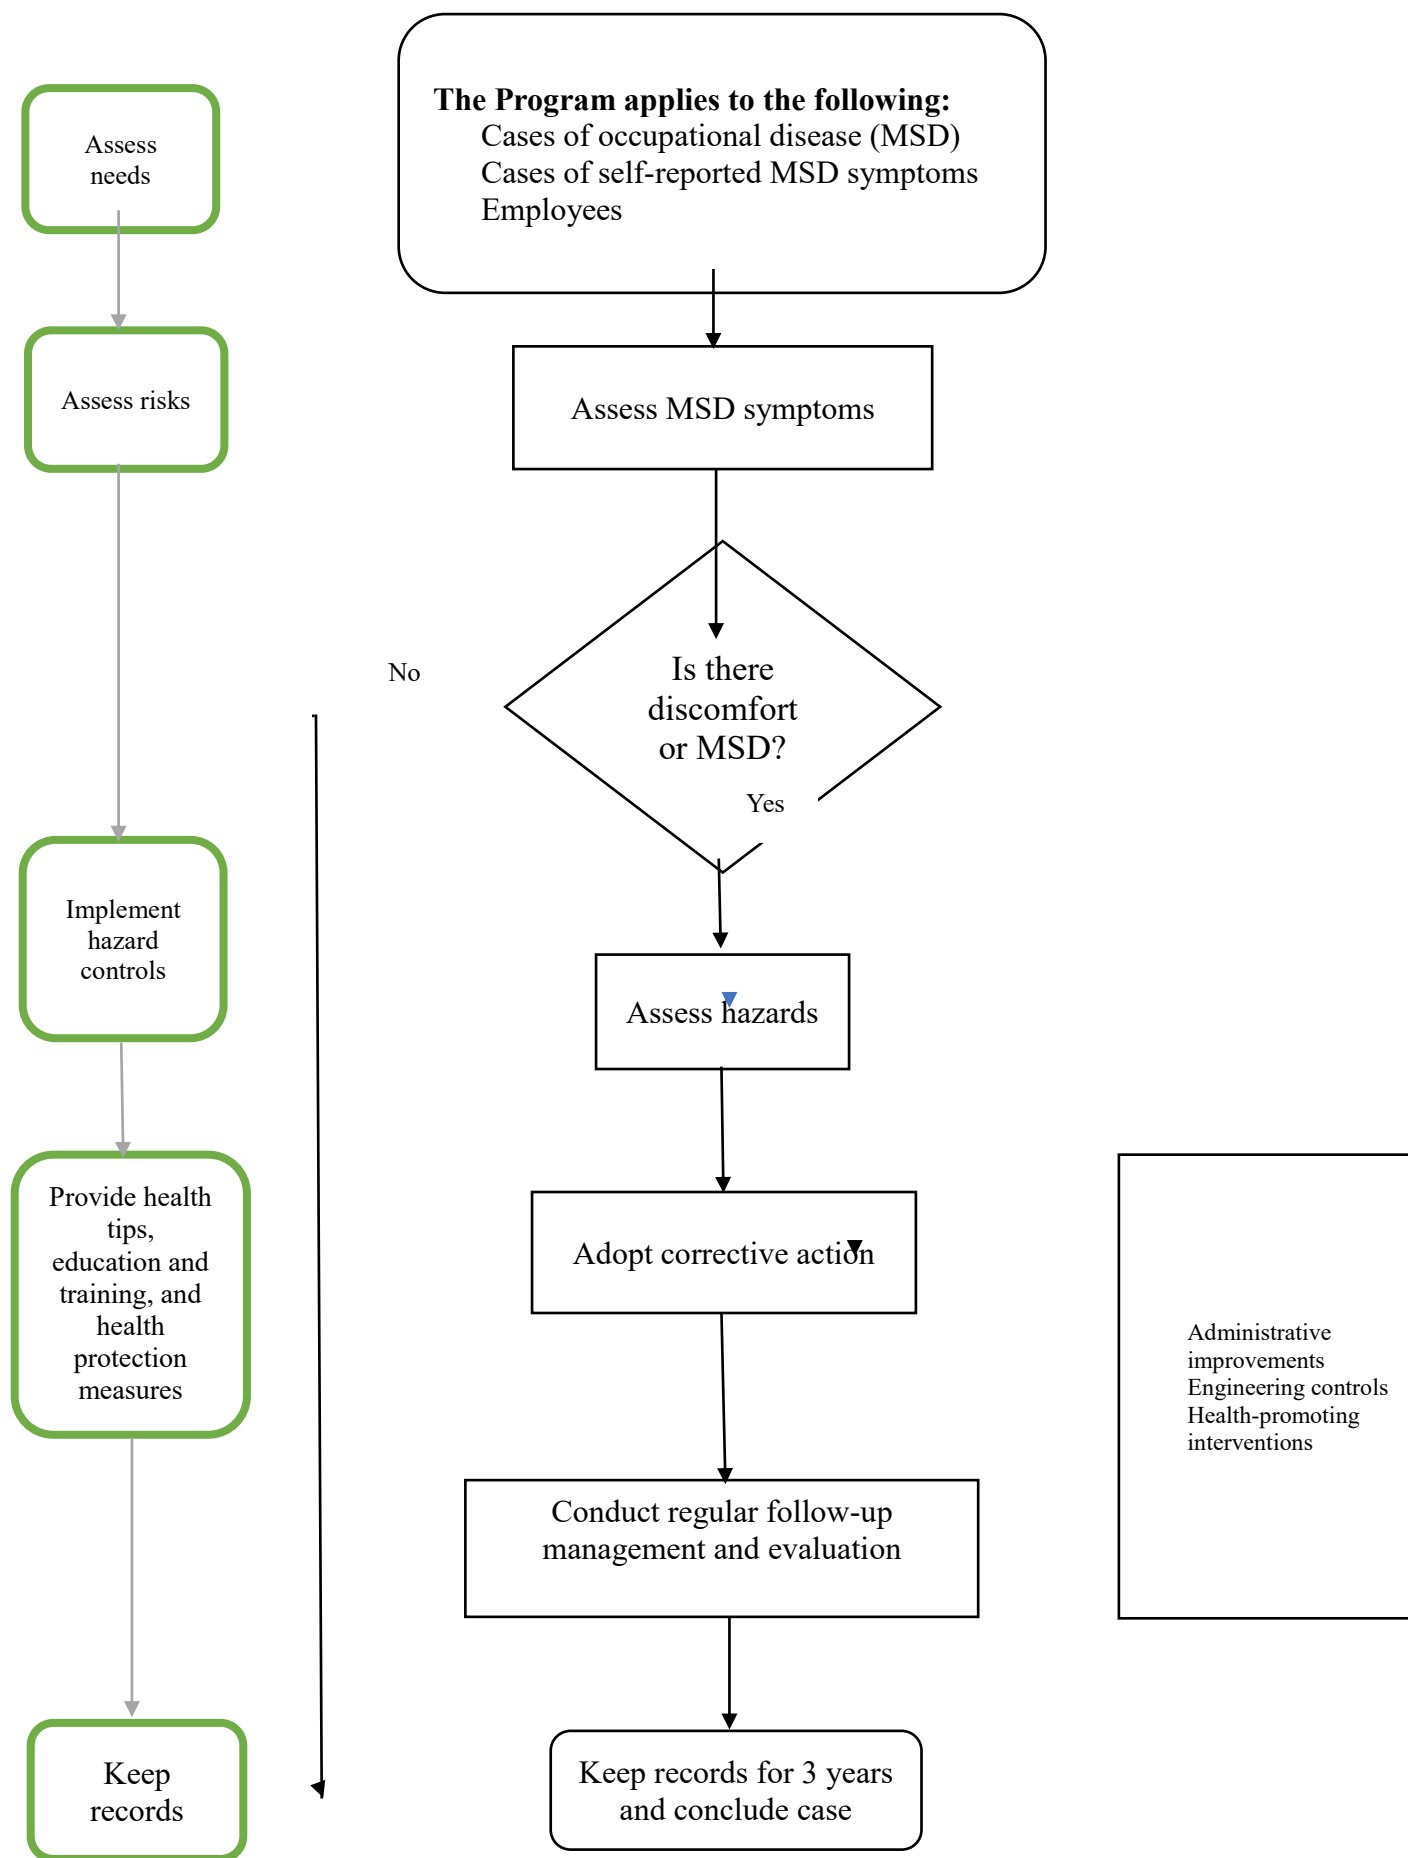 Assess
needs
The Program applies to the following:
Cases of occupational disease (MSD)
Cases of self-reported MSD symptoms
Employees
Assess risks
Assess MSD symptoms
No
Is there
discomfort
or MSD?
Yes
Implement
hazard
controls
Assess hazards
Provide health
tips,
education and
training, and
health
protection
measures
Adopt corrective action
Administrative
improvements
Engineering controls
Health-promoting
interventions
Conduct regular follow-up
management and evaluation
Keep
records
Keep records for 3 years
and conclude case